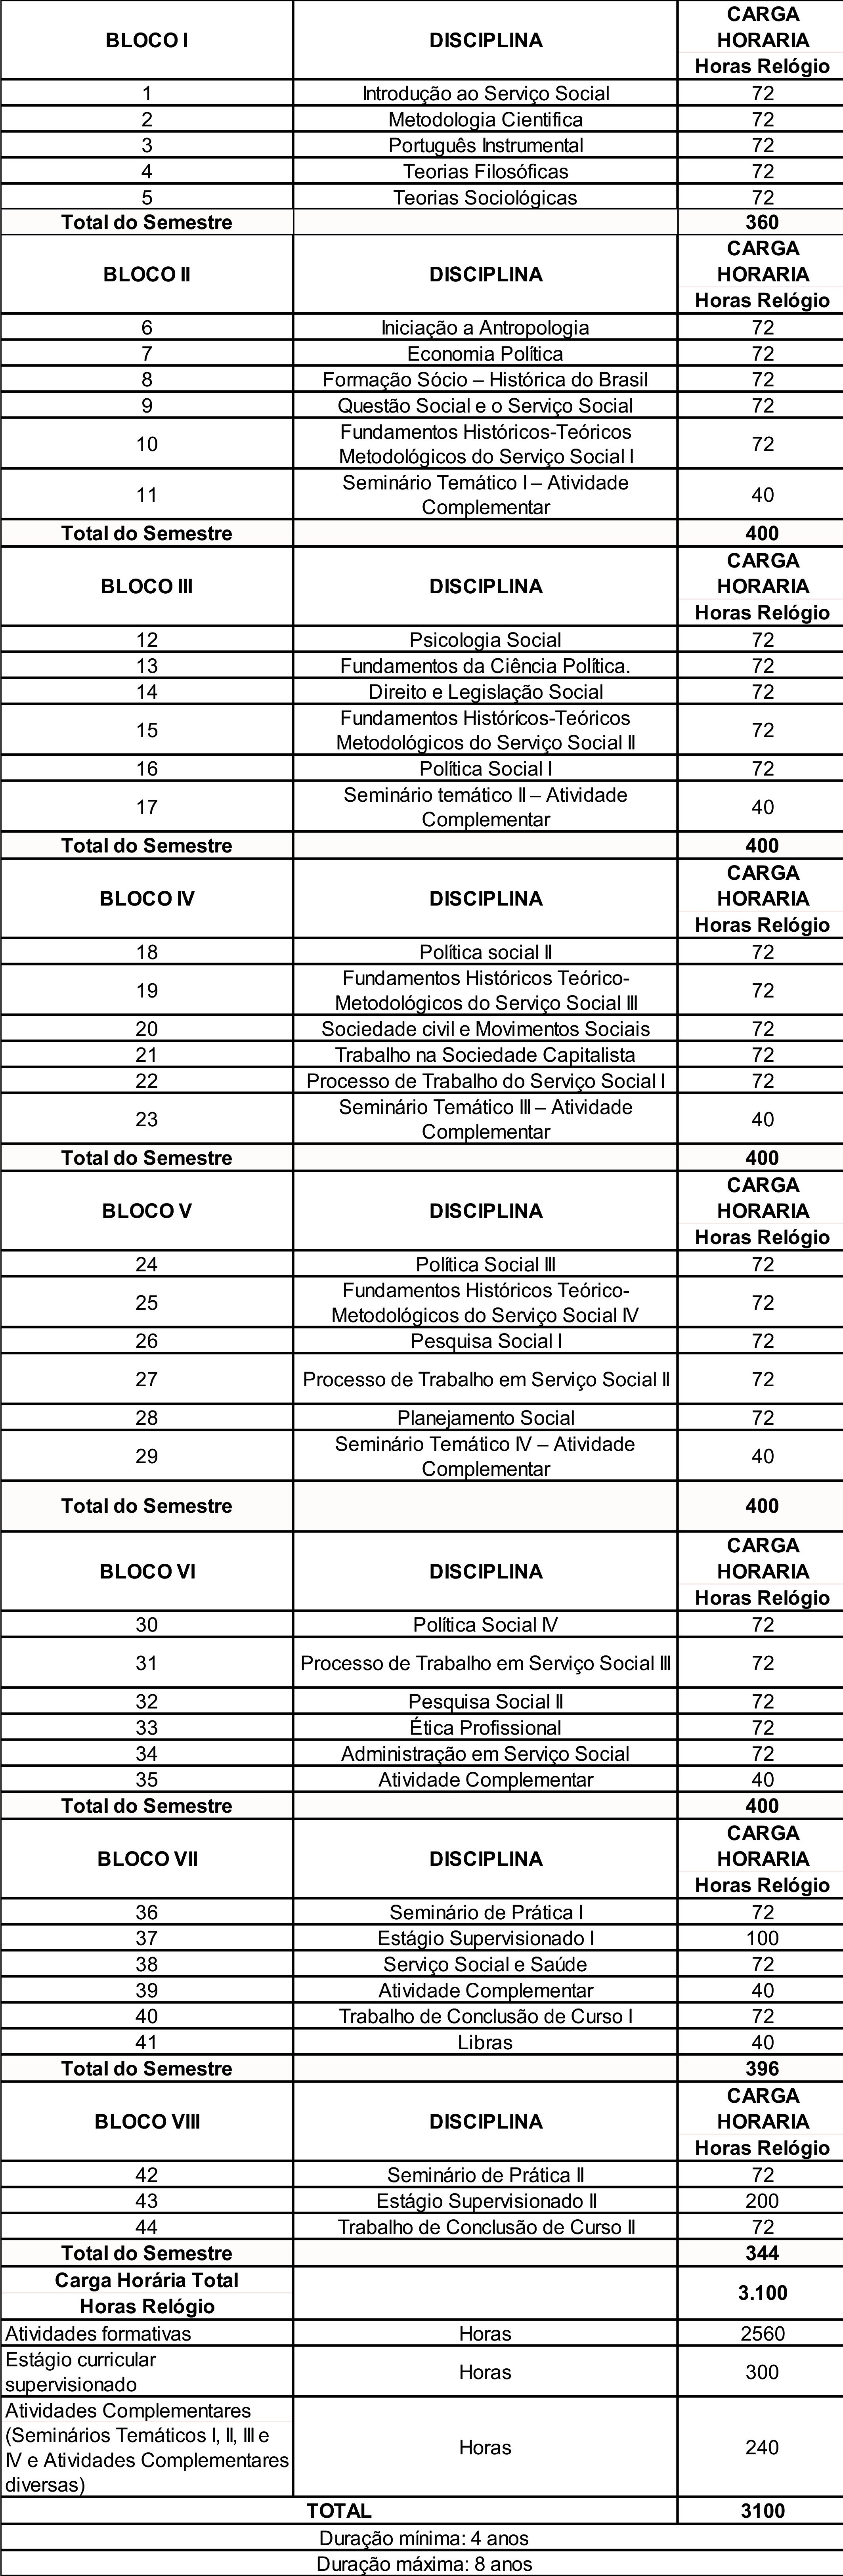 BLOCO I DISCIPLINA CARGA
HORARIA
Horas Relógio
1 Introdução ao Serviço Social 72
2 Metodologia Cientifica 72
3 Português Instrumental 72
4 Teorias Filosóficas 72
5 Teorias Sociológicas 72
Total do Semestre 360
BLOCO II DISCIPLINA CARGA
HORARIA
Horas Relógio
6 Iniciação a Antropologia 72
7 Economia Política 72
8 Formação Sócio – Histórica do Brasil 72
9 Questão Social e o Serviço Social 72
10 Fundamentos Históricos-Teóricos
Metodológicos do Serviço Social I 72
11 Seminário Temático I – Atividade
Complementar 40
Total do Semestre 400
BLOCO III DISCIPLINA CARGA
HORARIA
Horas Relógio
12 Psicologia Social 72
13 Fundamentos da Ciência Política. 72
14 Direito e Legislação Social 72
15 Fundamentos Históricos-Teóricos
Metodológicos do Serviço Social II 72
16 Política Social I 72
17 Seminário temático II – Atividade
Complementar 40
Total do Semestre 400
BLOCO IV DISCIPLINA CARGA
HORARIA
Horas Relógio
18 Política social II 72
19 Fundamentos Históricos Teórico-
Metodológicos do Serviço Social III 72
20 Sociedade civil e Movimentos Sociais 72
21 Trabalho na Sociedade Capitalista 72
22 Processo de Trabalho do Serviço Social I 72
23 Seminário Temático III – Atividade
Complementar 40
Total do Semestre 400
BLOCO V DISCIPLINA CARGA
HORARIA
Horas Relógio
24 Política Social III 72
25 Fundamentos Históricos Teórico-
Metodológicos do Serviço Social IV 72
26 Pesquisa Social I 72
27 Processo de Trabalho em Serviço Social II 72
28 Planejamento Social 72
29 Seminário Temático IV – Atividade
Complementar 40
Total do Semestre 400
BLOCO VI DISCIPLINA CARGA
HORARIA
Horas Relógio
30 Política Social IV 72
31 Processo de Trabalho em Serviço Social III 72
32 Pesquisa Social II 72
33 Ética Profissional 72
34 Administração em Serviço Social 72
35 Atividade Complementar 40
Total do Semestre 400
BLOCO VII DISCIPLINA CARGA
HORARIA
Horas Relógio
36 Seminário de Prática I 72
37 Estágio Supervisionado I 100
38 Serviço Social e Saúde 72
39 Atividade Complementar 40
40 Trabalho de Conclusão de Curso I 72
41 Libras 40
Total do Semestre 396
BLOCO VIII DISCIPLINA CARGA
HORARIA
Horas Relógio
42 Seminário de Prática II 72
43 Estágio Supervisionado II 200
44 Trabalho de Conclusão de Curso II 72
Total do Semestre 344
Carga Horária Total
Horas Relógio 3.100
Atividades formativas Horas 2560
Estágio curricular
supervisionado Horas 300
Atividades Complementares
(Seminários Temáticos I, II, III e
IV e Atividades Complementares
diversas) Horas 240
TOTAL 3100
Duração mínima: 4 anos
Duração máxima: 8 anos